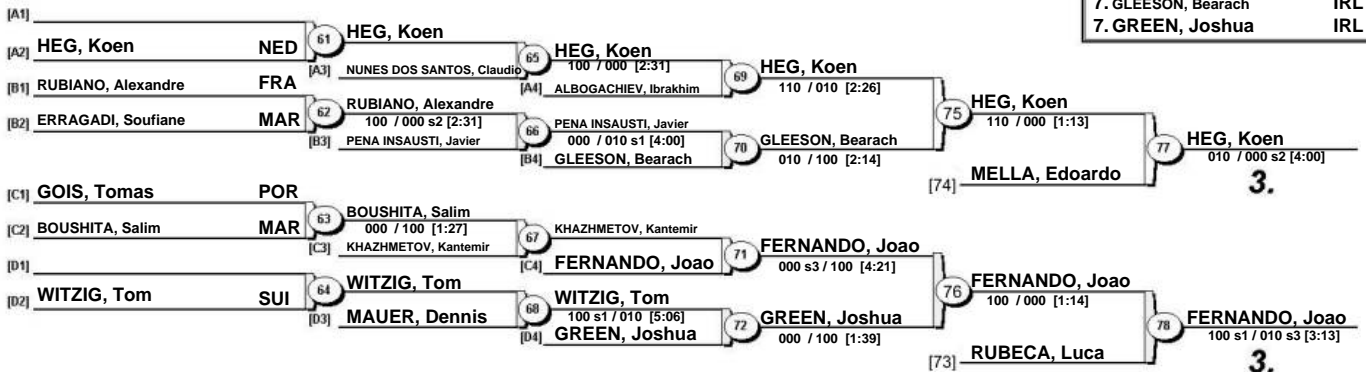 7. GLEESON, Bearach IRL
7. GREEN, Joshua IRL
[A1]
[A2] HEG, Koen NED
61 HEG, Koen
[A3] NUNES DOS SANTOS, Claudio
65 HEG, Koen
100 / 000 [2:31]
[A4] ALBOGACHIEV, Ibrakhim
69 HEG, Koen
110 / 010 [2:26]
[B1] RUBIANO, Alexandre FRA
[B2] ERRAGADI, Soufiane MAR
62 RUBIANO, Alexandre
100 / 000 s2 [2:31]
[B3] PENA INSAUSTI, Javier
66 PENA INSAUSTI, Javier
000 / 010 s1 [4:00]
[B4] GLEESON, Bearach
70 GLEESON, Bearach
010 / 100 [2:14]
75 HEG, Koen
110 / 000 [1:13]
[74] MELLA, Edoardo
77 HEG, Koen
010 / 000 s2 [4:00]
3.
[C1] GOIS, Tomas POR
[C2] BOUSHITA, Salim MAR
63 BOUSHITA, Salim
000 / 100 [1:27]
[C3] KHAZHMETOV, Kantemir
67 KHAZHMETOV, Kantemir
[C4] FERNANDO, Joao
71 FERNANDO, Joao
000 s3 / 100 [4:21]
[D1]
[D2] WITZIG, Tom SUI
64 WITZIG, Tom
[D3] MAUER, Dennis
68 WITZIG, Tom
100 s1 / 010 [5:06]
[D4] GREEN, Joshua
72 GREEN, Joshua
000 / 100 [1:39]
76 FERNANDO, Joao
100 / 000 [1:14]
[73] RUBECA, Luca
78 FERNANDO, Joao
100 s1 / 010 s3 [3:13]
3.